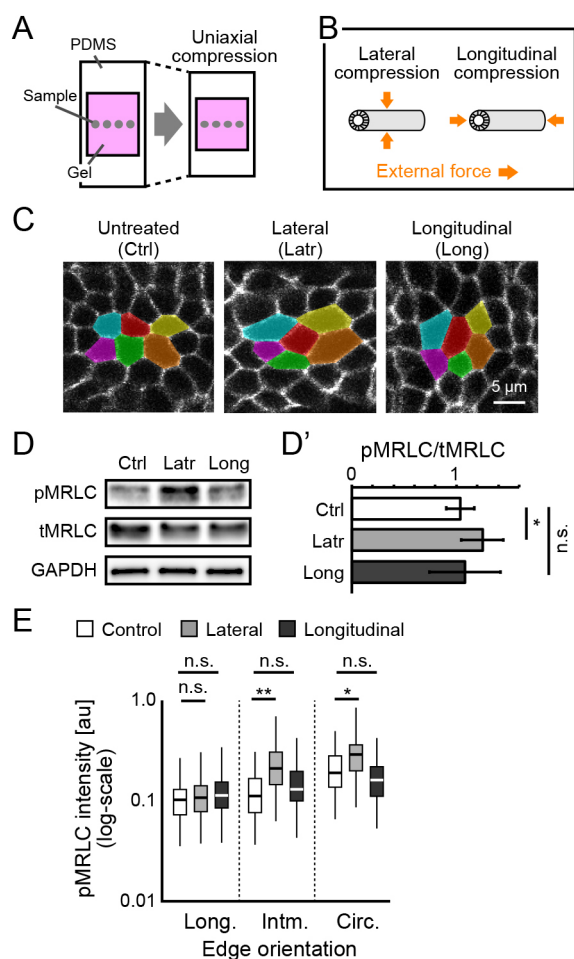 A
PDMS
Uniaxial
compression
Sample
Gel
B
Lateral
compression
Longitudinal
compression
External force
C
Untreated
(Ctrl)
Lateral
(Latr)
Longitudinal
(Long)
5 µm
D
Ctrl Latr Long
pMRLC
tMRLC
GAPDH
D'
pMRLC/tMRLC
0 1
Ctrl
Latr
Long
*
n.s.
E
Control Lateral Longitudinal
n.s. n.s. n.s.
n.s. ** *
pMRLC intensity [au]
(log-scale)
1.0
0.1
0.01
Long. Intm. Circ.
Edge orientation